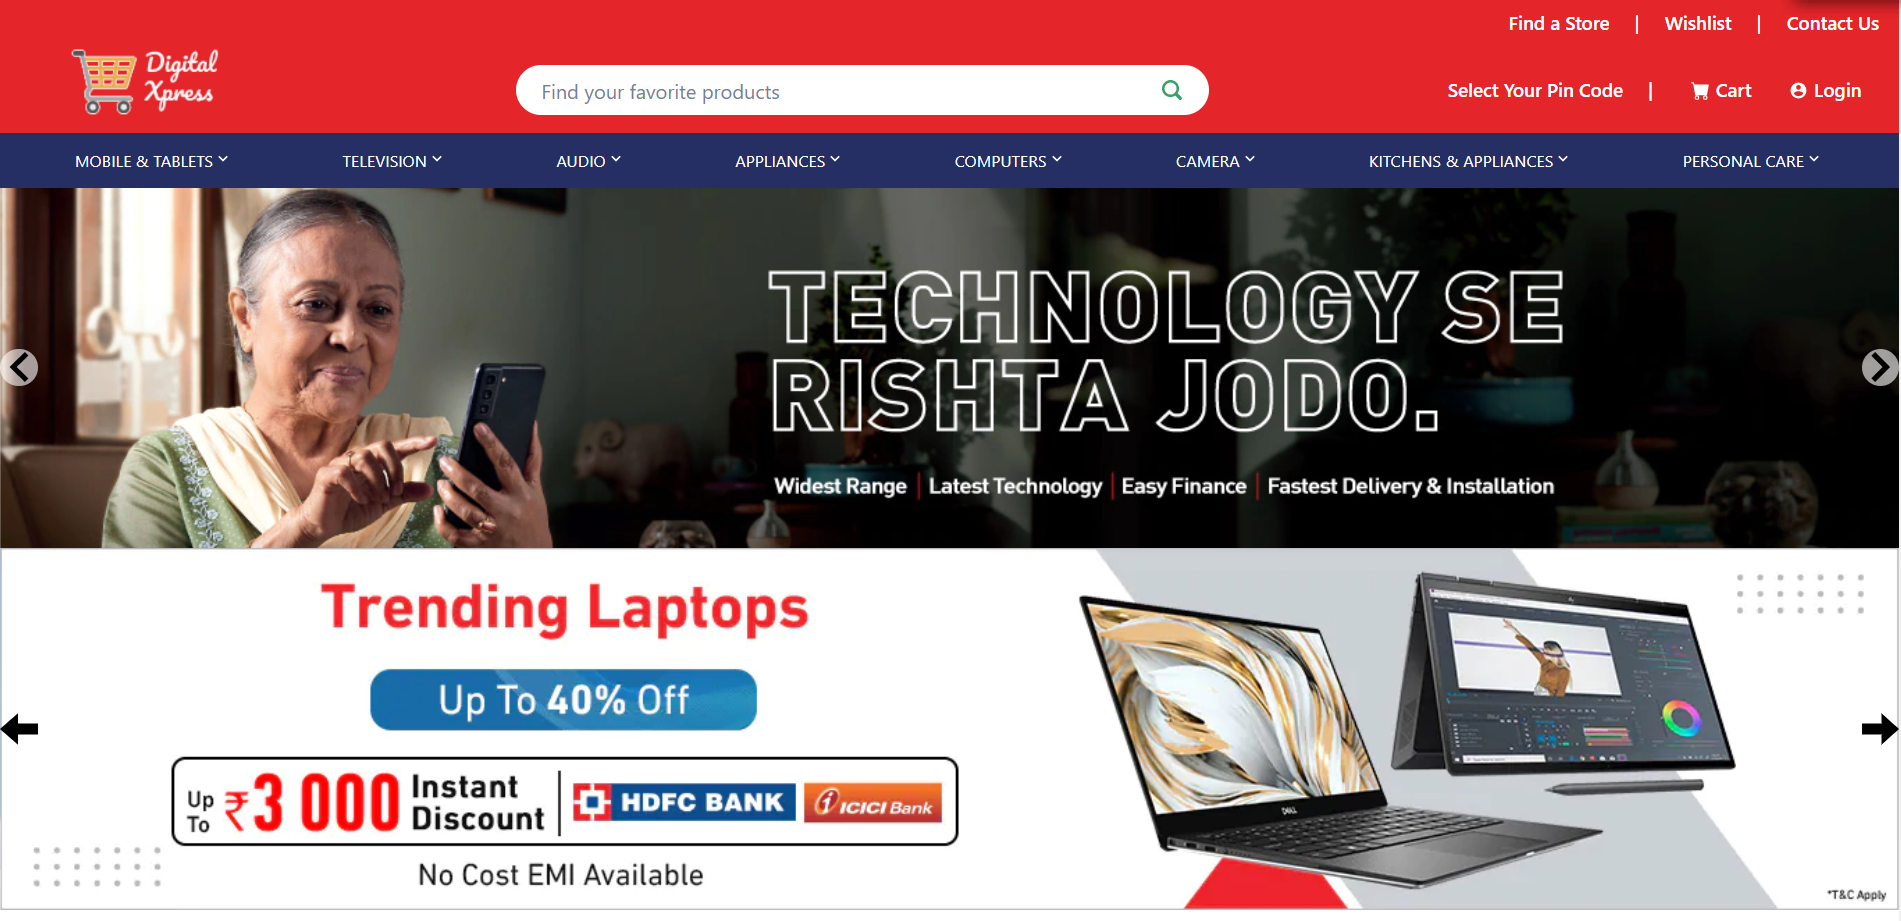 Find a Store | Wishlist | Contact Us
Digital
Xpress
Find your favorite products
Select Your Pin Code | Cart Login
MOBILE & TABLETS TELEVISION AUDIO APPLIANCES COMPUTERS CAMERA KITCHENS & APPLIANCES PERSONAL CARE
TECHNOLOGY SE
RISHTA JODO.
Widest Range | Latest Technology | Easy Finance | Fastest Delivery & Installation
Trending Laptops
Up To 40% Off
Up To ₹3 000 Instant Discount | HDFC BANK ICICI Bank
No Cost EMI Available
DELL
*T&C Apply